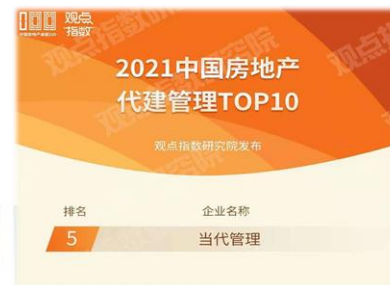 观点
指数
2021中国房地产
代建管理TOP10
观点指数研究院发布
排名 企业名称
5 当代管理